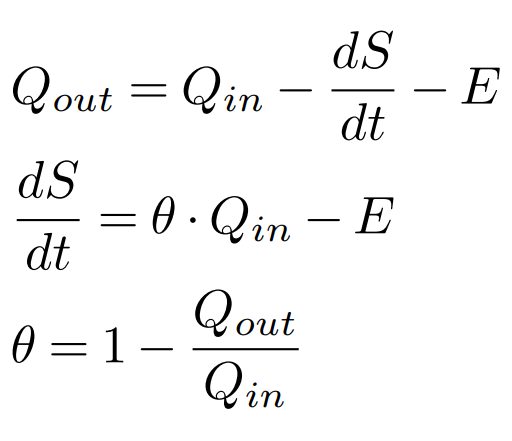 Q_{out} = Q_{in} - \frac{dS}{dt} - E
\frac{dS}{dt} = \theta \cdot Q_{in} - E
\theta = 1 - \frac{Q_{out}}{Q_{in}}